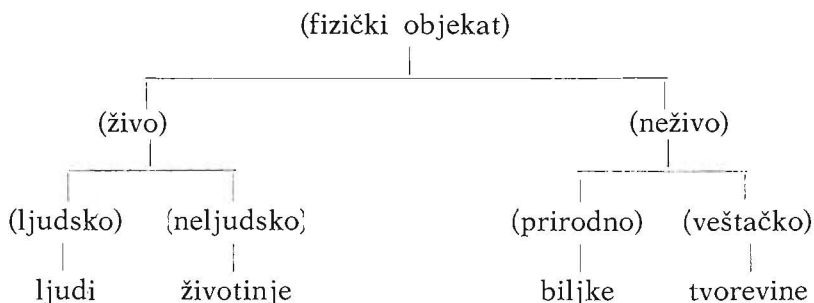 (fizički objekat)
(živo) (neživo)
(ljudsko) (neljudsko) (prirodno) (veštačko)
ljudi životinje biljke tvorevine